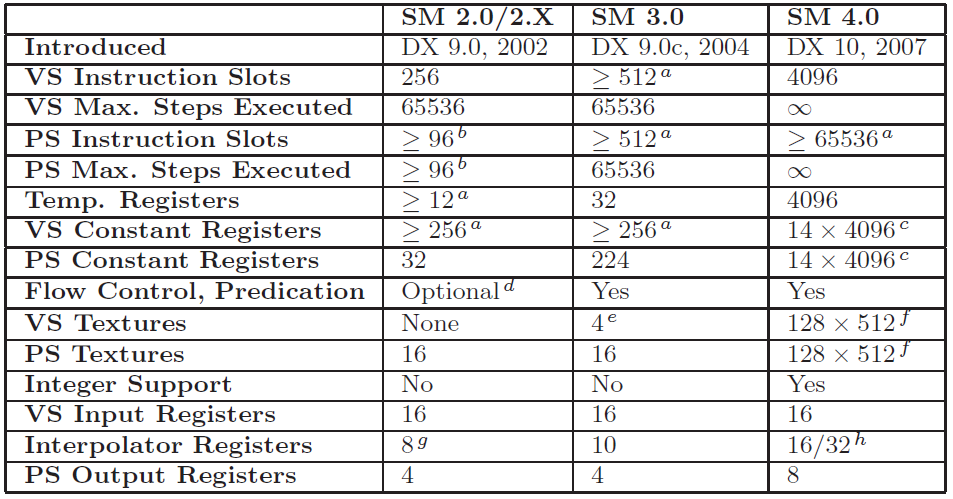 SM 2.0/2.X SM 3.0 SM 4.0
Introduced DX 9.0, 2002 DX 9.0c, 2004 DX 10, 2007
VS Instruction Slots 256 ≥ 512 a 4096
VS Max. Steps Executed 65536 65536 ∞
PS Instruction Slots ≥ 96 b ≥ 512 a ≥ 65536 a
PS Max. Steps Executed ≥ 96 b 65536 ∞
Temp. Registers ≥ 12 a 32 4096
VS Constant Registers ≥ 256 a ≥ 256 a 14 × 4096 c
PS Constant Registers 32 224 14 × 4096 c
Flow Control, Predication Optional d Yes Yes
VS Textures None 4 e 128 × 512 f
PS Textures 16 16 128 × 512 f
Integer Support No No Yes
VS Input Registers 16 16 16
Interpolator Registers 8 g 10 16/32 h
PS Output Registers 4 4 8